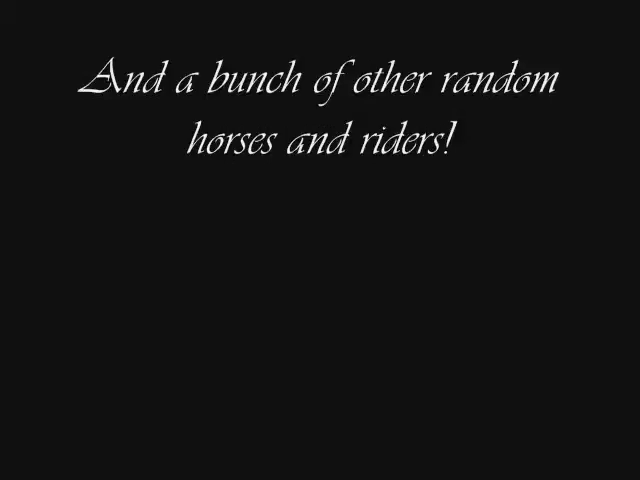 And a bunch of other random
horses and riders!